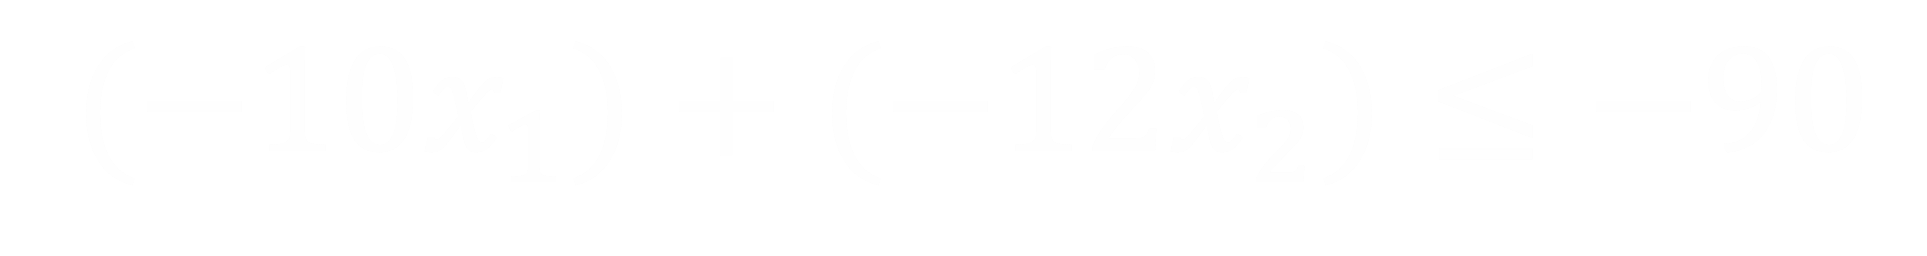 (−10x₁) + (−12x₂) ≤ −90